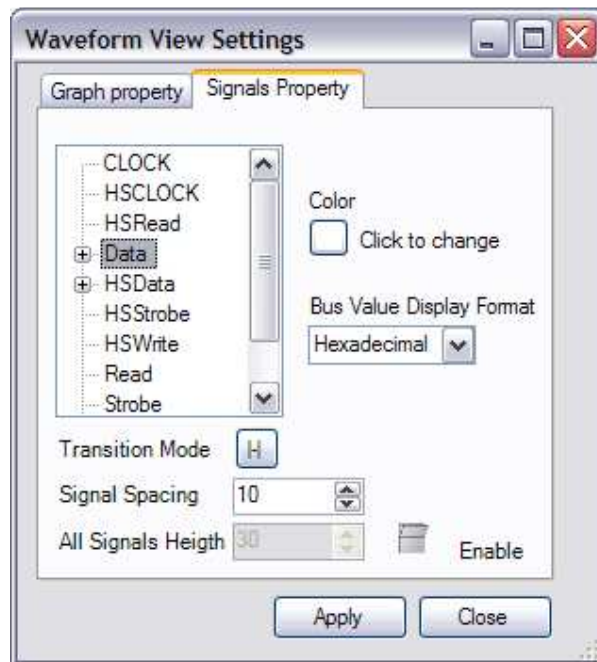 Waveform View Settings
Graph property Signals Property
CLOCK
HSCLOCK
HSRead
Data
HSData
HSStrobe
HSWrite
Read
Strobe
Color
Click to change
Bus Value Display Format
Hexadecimal
Transition Mode H
Signal Spacing 10
All Signals Heigth 30 Enable
Apply Close